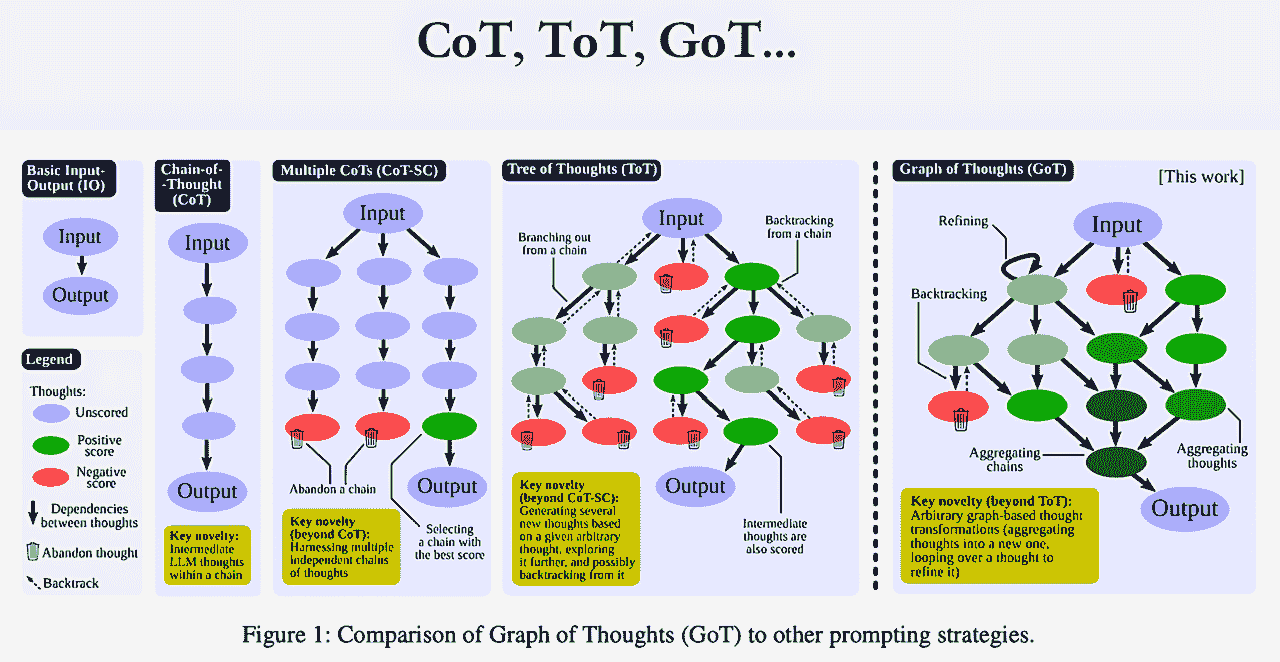 CoT, ToT, GoT...
Basic Input-
Output (IO)
Input
Output
Legend
Thoughts:
Unscored
Positive
score
Negative
score
Dependencies
between thoughts
Abandon thought
Backtrack
Chain-of-
-Thought
(CoT)
Input
Output
Key novelty:
Intermediate
LLM thoughts
within a chain
Multiple CoTs (CoT-SC)
Input
Abandon a chain
Output
Selecting
a chain with
the best score
Key novelty
(beyond CoT):
Harnessing multiple
independent chains
of thoughts
Tree of Thoughts (ToT)
Input
Branching out
from a chain
Backtracking
from a chain
Output
Intermediate
thoughts are
also scored
Key novelty
(beyond CoT-SC):
Generating several
new thoughts based
on a given arbitrary
thought, exploring
it further, and possibly
backtracking from it
Graph of Thoughts (GoT)
[This work]
Refining
Input
Backtracking
Aggregating
chains
Aggregating
thoughts
Output
Key novelty (beyond ToT):
Arbitrary graph-based thought
transformations (aggregating
thoughts into a new one,
looping over a thought to
refine it)
Figure 1: Comparison of Graph of Thoughts (GoT) to other prompting strategies.